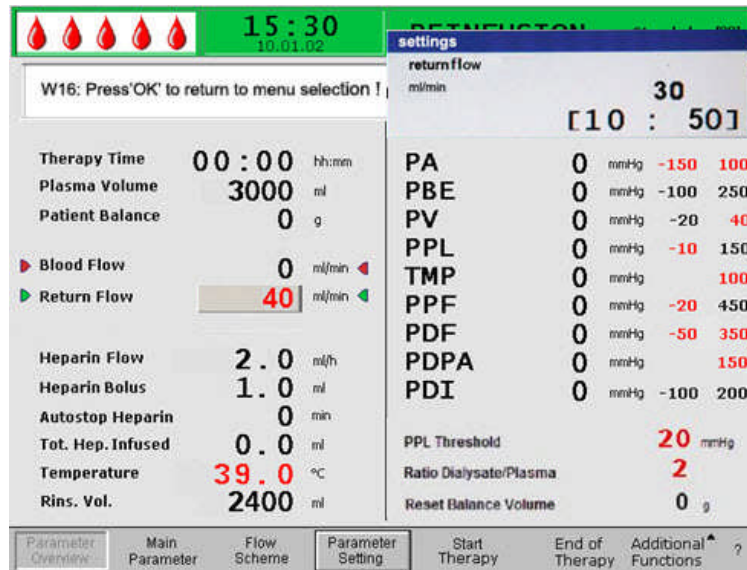 15:30
10.01.02
settings
return flow
ml/min 30
[10 : 50]
W16: Press'OK' to return to menu selection !
Therapy Time 00:00 hh:mm
Plasma Volume 3000 ml
Patient Balance 0 g
Blood Flow 0 ml/min
Return Flow 40 ml/min
Heparin Flow 2.0 ml/h
Heparin Bolus 1.0 ml
Autostop Heparin 0 min
Tot. Hep. Infused 0.0 ml
Temperature 39.0 °C
Rins. Vol. 2400 ml
PA 0 mmHg -150 100
PBE 0 mmHg -100 250
PV 0 mmHg -20 40
PPL 0 mmHg -10 150
TMP 0 mmHg 100
PPF 0 mmHg -20 450
PDF 0 mmHg -50 350
PDPA 0 mmHg 150
PDI 0 mmHg -100 200
PPL Threshold 20 mmHg
Ratio Dialysate/Plasma 2
Reset Balance Volume 0 g
Parameter Overview
Main Parameter
Flow Scheme
Parameter Setting
Start Therapy
End of Therapy
Additional Functions
?